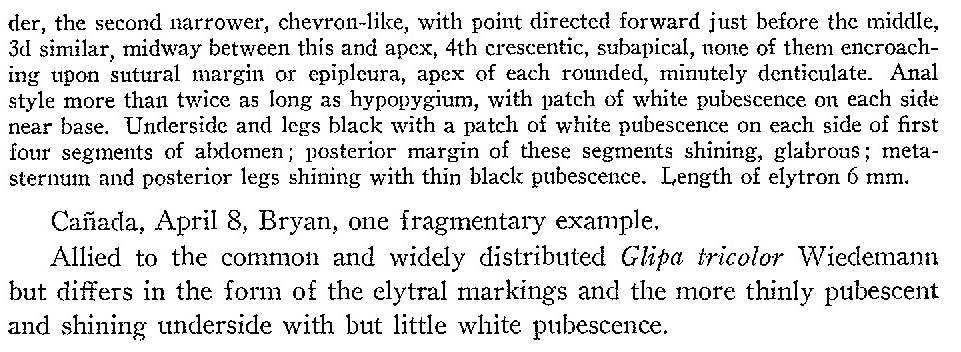 der, the second narrower, chevron-like, with point directed forward just before the middle,
3d similar, midway between this and apex, 4th crescentic, subapical, none of them encroach-
ing upon sutural margin or epipleura, apex of each rounded, minutely denticulate. Anal
style more than twice as long as hypopygium, with patch of white pubescence on each side
near base. Underside and legs black with a patch of white pubescence on each side of first
four segments of abdomen; posterior margin of these segments shining, glabrous; meta-
sternum and posterior legs shining with thin black pubescence. Length of elytron 6 mm.
Cañada, April 8, Bryan, one fragmentary example.
Allied to the common and widely distributed Glipa tricolor Wiedemann
but differs in the form of the elytral markings and the more thinly pubescent
and shining underside with but little white pubescence.